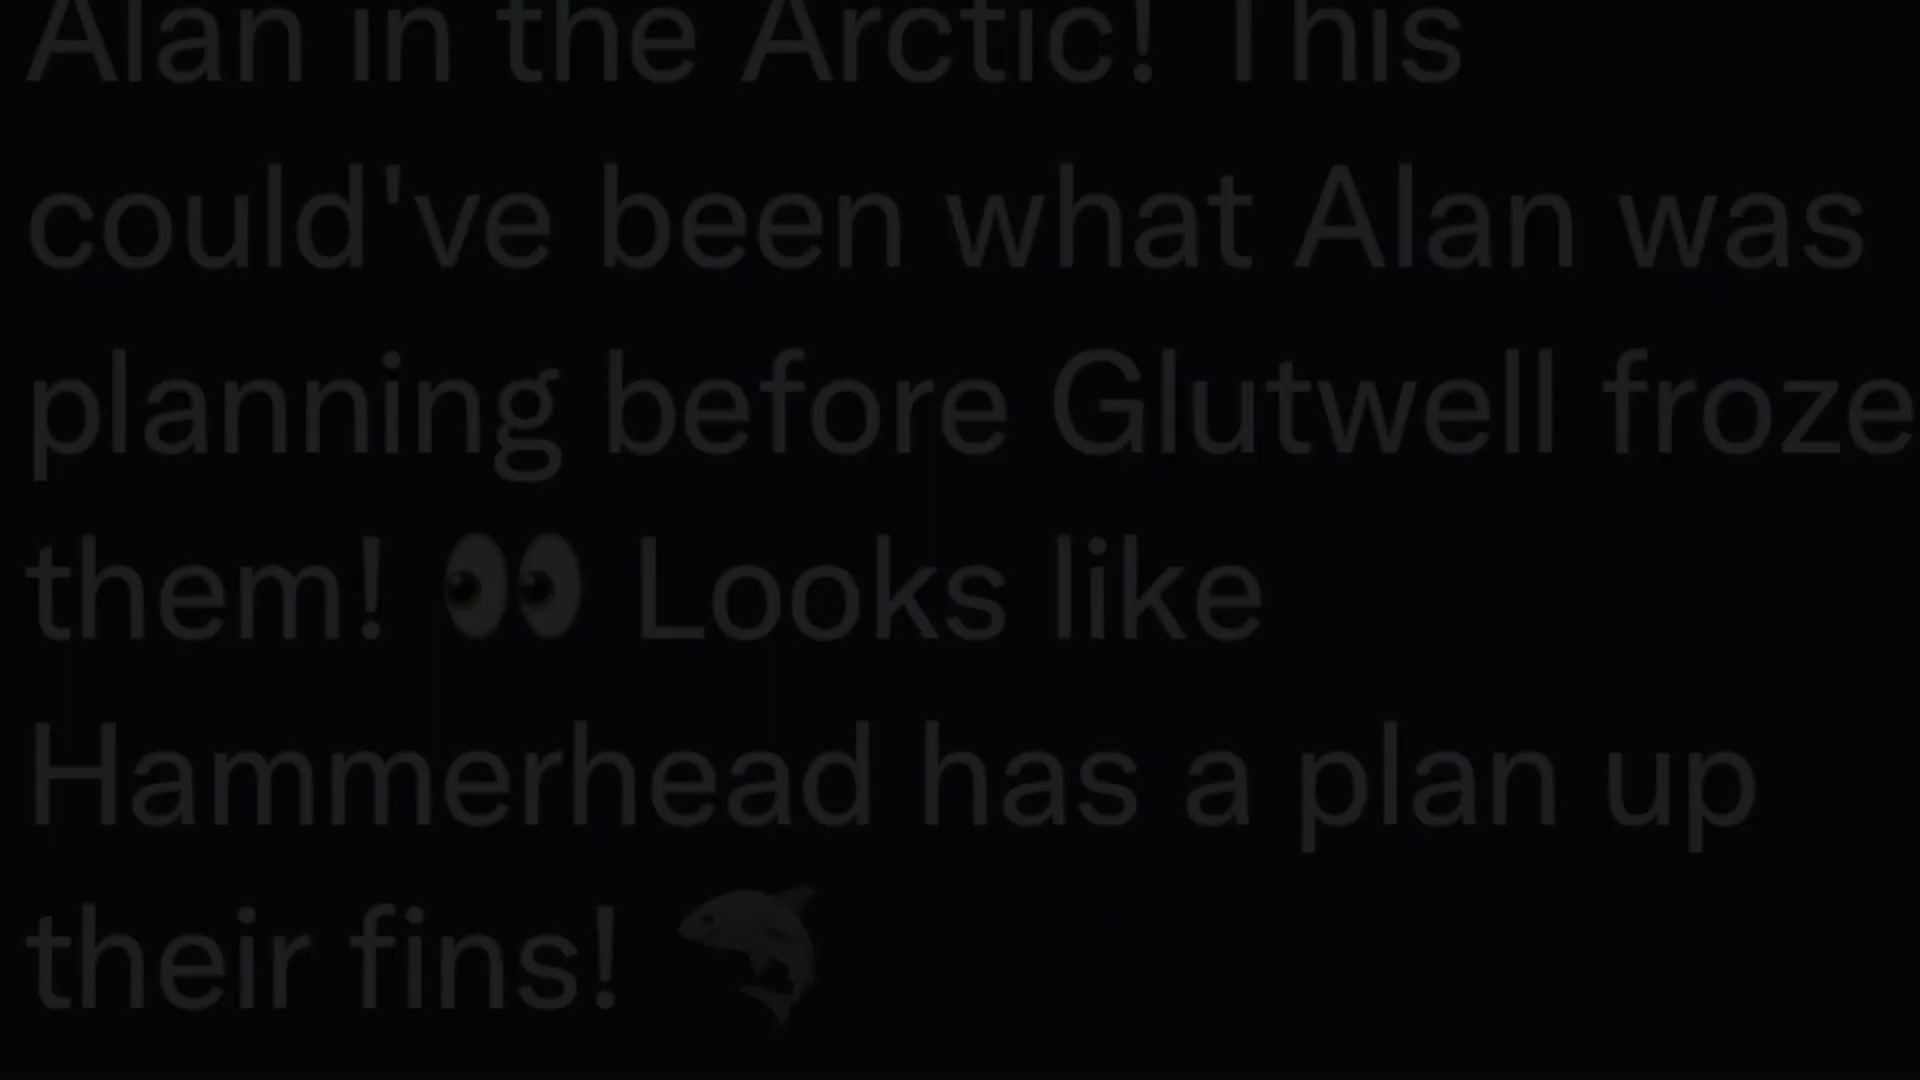 Alan in the Arctic! This
could've been what Alan was
planning before Glutwell froze
them! 👀 Looks like
Hammerhead has a plan up
their fins! 🦈